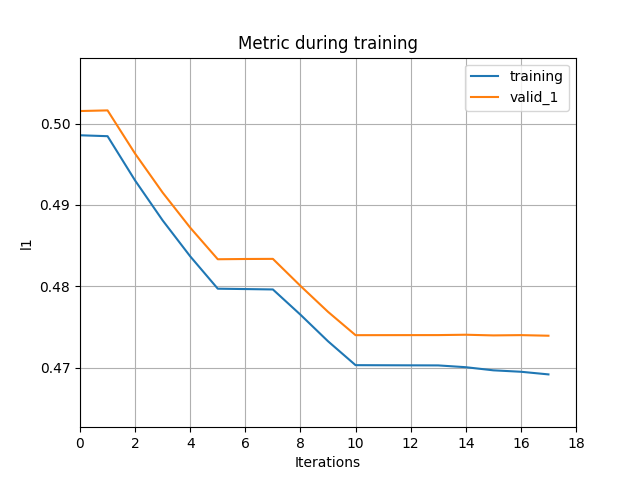 Metric during training
training
valid_1
0.50
0.49
0.48
0.47
l1
0 2 4 6 8 10 12 14 16 18
Iterations